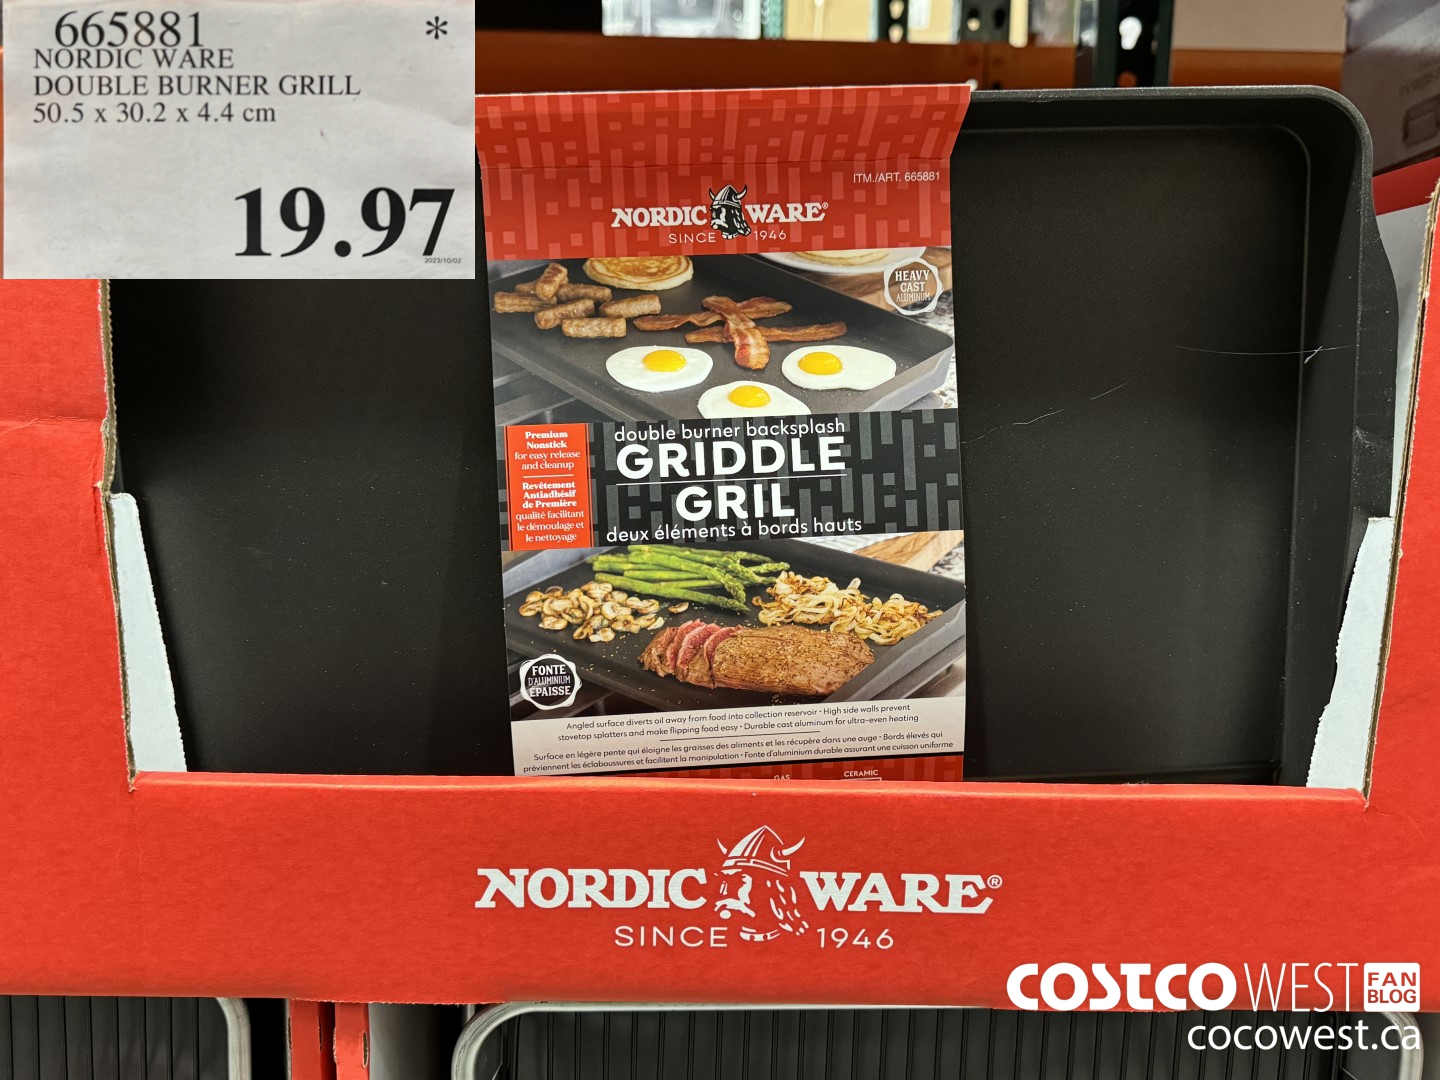 665881 *
NORDIC WARE
DOUBLE BURNER GRILL
50.5 x 30.2 x 4.4 cm
19.97
2023/10/02
ITM./ART. 665881
NORDIC WARE®
SINCE 1946
HEAVY
CAST
ALUMINUM
double burner backsplash
GRIDDLE
GRIL
deux éléments à bords hauts
Premium
Nonstick
for easy release
and cleanup
Revêtement
Antiadhésif
de Première
qualité facilitant
le démoulage et
le nettoyage
FONTE
D'ALUMINIUM
ÉPAISSE
Angled surface diverts oil away from food into collection reservoir • High side walls prevent
stovetop splatters and make flipping food easy • Durable cast aluminum for ultra-even heating
Surface en légère pente qui éloigne les graisses des aliments et les récupère dans une auge • Bords élevés qui
préviennent les éclaboussures et facilitent la manipulation • Fonte d'aluminium durable assurant une cuisson uniforme
GAS
CERAMIC
NORDIC WARE®
SINCE 1946
COSTCO WEST FAN
BLOG
cocowest.ca